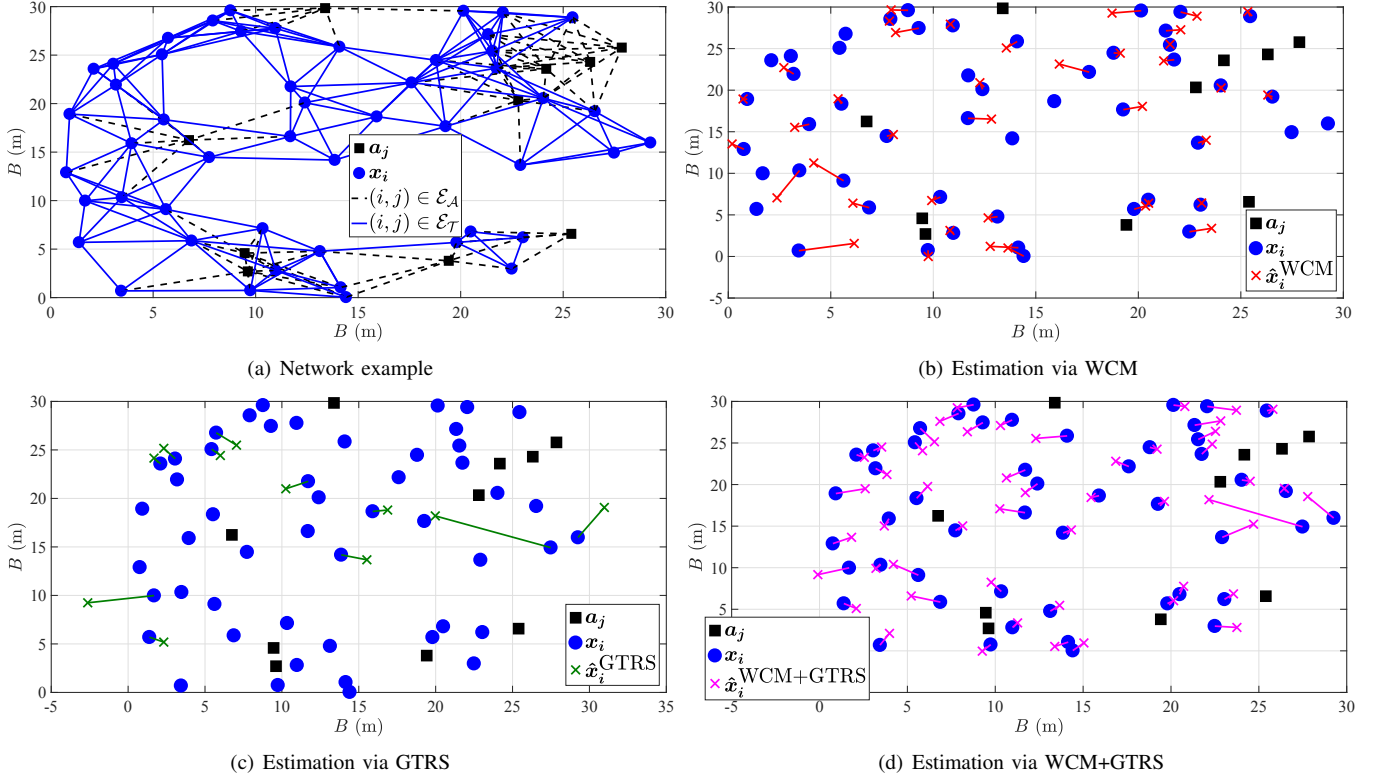 30
25
20
15
10
5
0
B (m)
a_j
x_i
(i, j) ∈ ℰ_𝒜
(i, j) ∈ ℰ_𝒯
0 5 10 15 20 25 30
B (m)
(a) Network example
30
25
20
15
10
5
0
-5
B (m)
a_j
x_i
x̂_i^WCM
0 5 10 15 20 25 30
B (m)
(b) Estimation via WCM
30
25
20
15
10
5
0
B (m)
a_j
x_i
x̂_i^GTRS
-5 0 5 10 15 20 25 30 35
B (m)
(c) Estimation via GTRS
30
25
20
15
10
5
B (m)
a_j
x_i
x̂_i^WCM+GTRS
-5 0 5 10 15 20 25 30
B (m)
(d) Estimation via WCM+GTRS